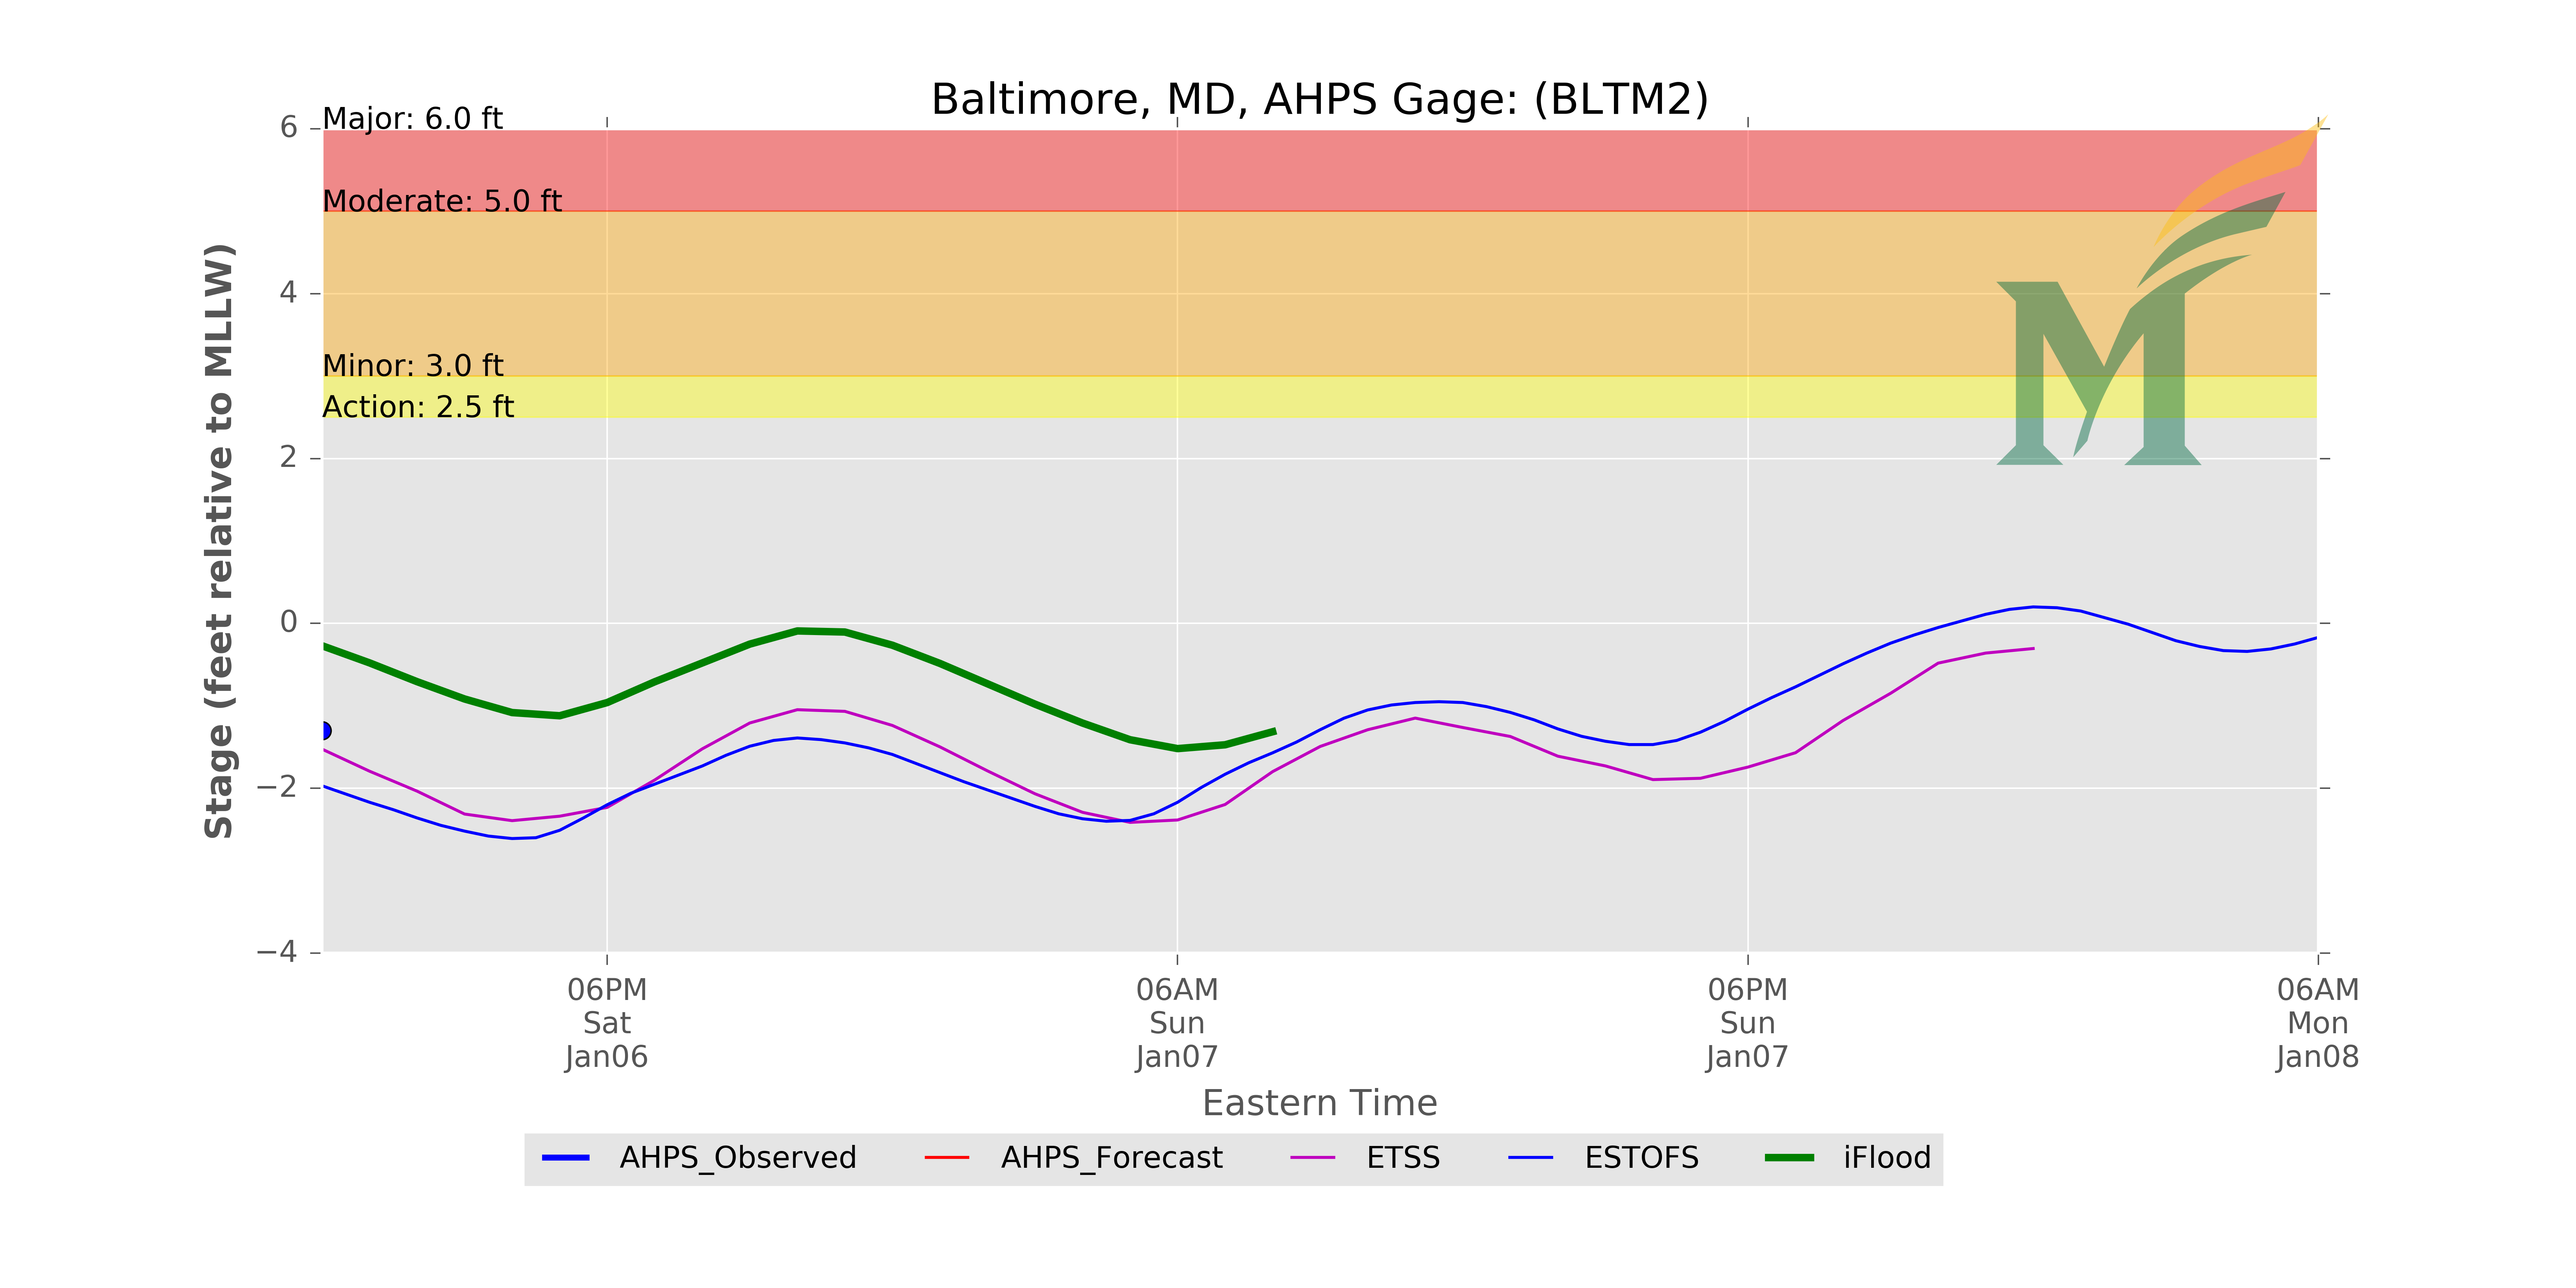 Baltimore, MD, AHPS Gage: (BLTM2)
Major: 6.0 ft
Moderate: 5.0 ft
Minor: 3.0 ft
Action: 2.5 ft
Stage (feet relative to MLLW)
6
4
2
0
−2
−4
06PM
Sat
Jan06
06AM
Sun
Jan07
06PM
Sun
Jan07
06AM
Mon
Jan08
Eastern Time
AHPS_Observed
AHPS_Forecast
ETSS
ESTOFS
iFlood
M